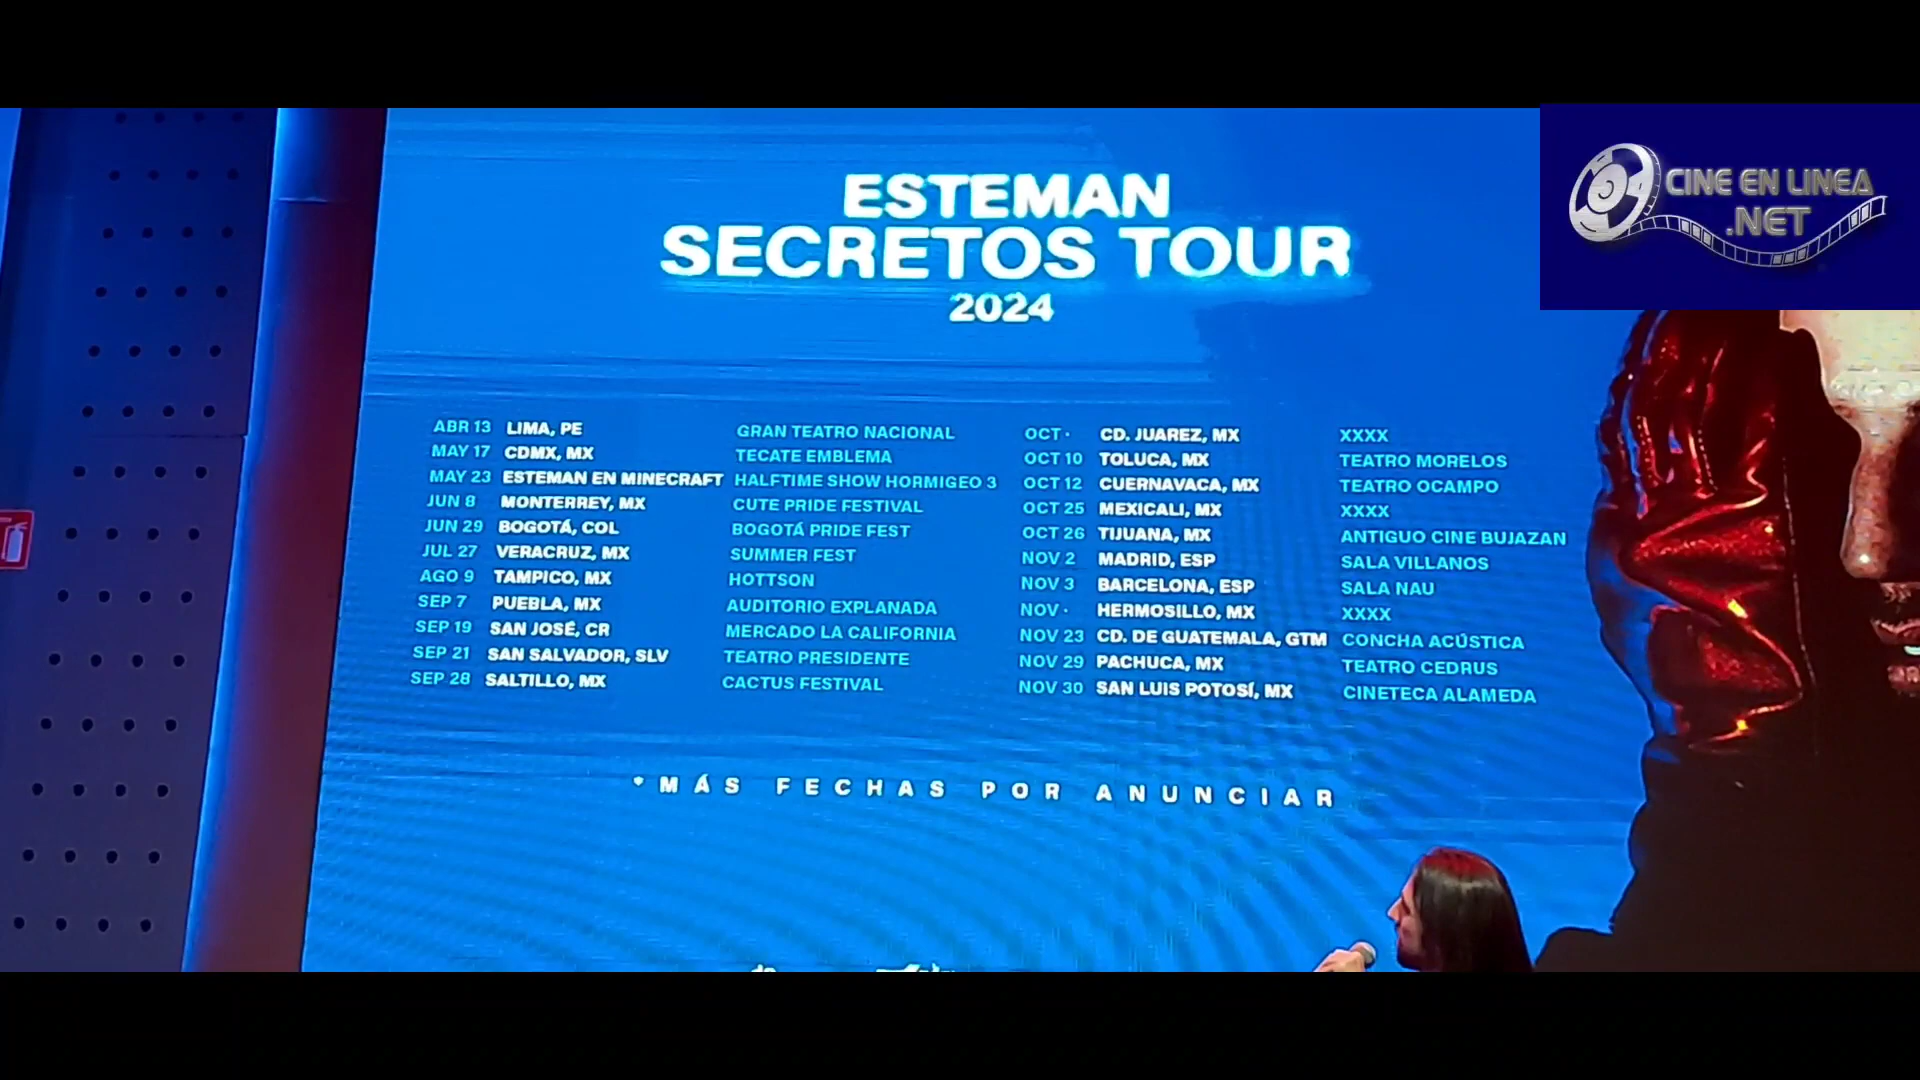 CINE EN LINEA
.NET
ESTEMAN
SECRETOS TOUR
2024
ABR 13 LIMA, PE GRAN TEATRO NACIONAL
MAY 17 CDMX, MX TECATE EMBLEMA
MAY 23 ESTEMAN EN MINECRAFT HALFTIME SHOW HORMIGEO 3
JUN 8 MONTERREY, MX CUTE PRIDE FESTIVAL
JUN 29 BOGOTÁ, COL BOGOTÁ PRIDE FEST
JUL 27 VERACRUZ, MX SUMMER FEST
AGO 9 TAMPICO, MX HOTTSON
SEP 7 PUEBLA, MX AUDITORIO EXPLANADA
SEP 19 SAN JOSÉ, CR MERCADO LA CALIFORNIA
SEP 21 SAN SALVADOR, SLV TEATRO PRESIDENTE
SEP 28 SALTILLO, MX CACTUS FESTIVAL
OCT · CD. JUAREZ, MX XXXX
OCT 10 TOLUCA, MX TEATRO MORELOS
OCT 12 CUERNAVACA, MX TEATRO OCAMPO
OCT 25 MEXICALI, MX XXXX
OCT 26 TIJUANA, MX ANTIGUO CINE BUJAZAN
NOV 2 MADRID, ESP SALA VILLANOS
NOV 3 BARCELONA, ESP SALA NAU
NOV · HERMOSILLO, MX XXXX
NOV 23 CD. DE GUATEMALA, GTM CONCHA ACÚSTICA
NOV 29 PACHUCA, MX TEATRO CEDRUS
NOV 30 SAN LUIS POTOSÍ, MX CINETECA ALAMEDA
*MÁS FECHAS POR ANUNCIAR